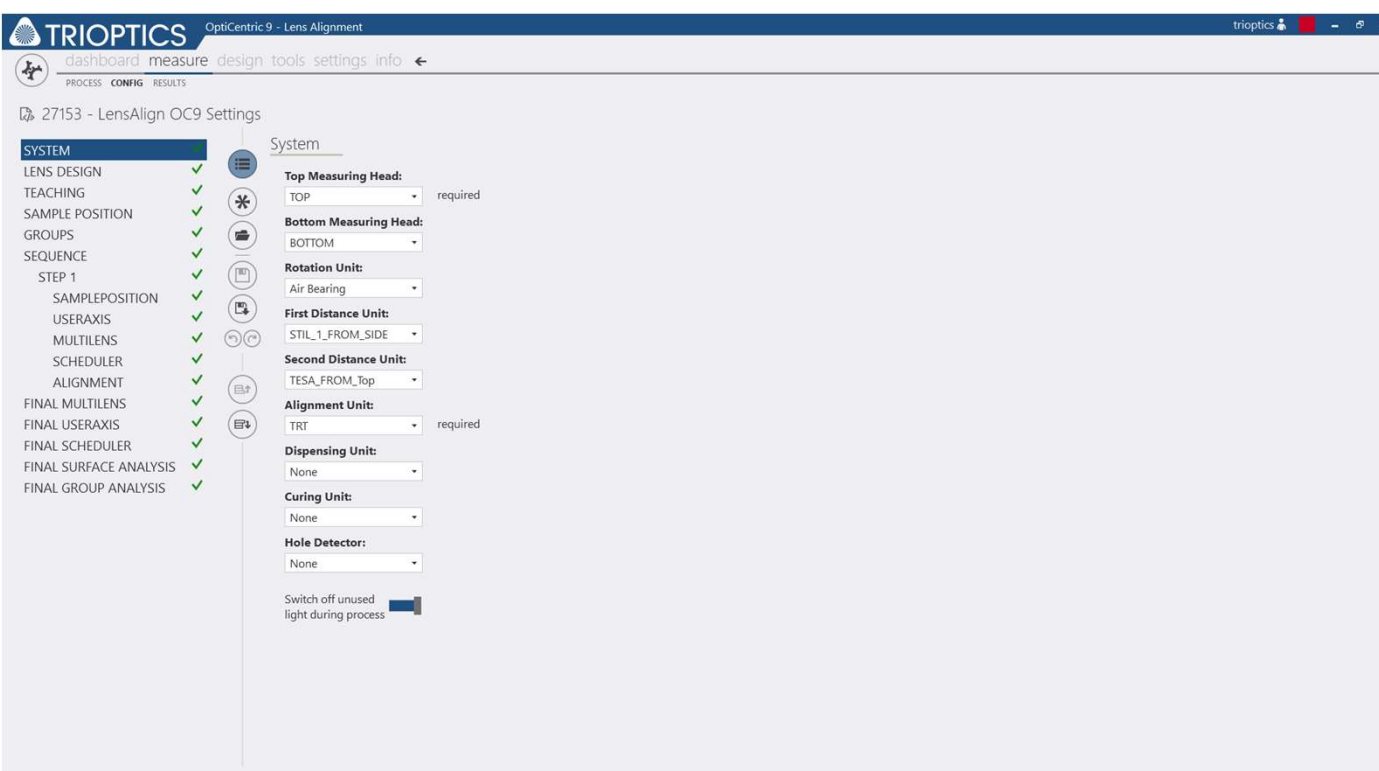 TRIOPTICS
OptiCentric 9 - Lens Alignment
trioptics
dashboard measure design tools settings info
PROCESS CONFIG RESULTS
27153 - LensAlign OC9 Settings
SYSTEM
LENS DESIGN
TEACHING
SAMPLE POSITION
GROUPS
SEQUENCE
STEP 1
SAMPLEPOSITION
USERAXIS
MULTILENS
SCHEDULER
ALIGNMENT
FINAL MULTILENS
FINAL USERAXIS
FINAL SCHEDULER
FINAL SURFACE ANALYSIS
FINAL GROUP ANALYSIS
System
Top Measuring Head:
TOP required
Bottom Measuring Head:
BOTTOM
Rotation Unit:
Air Bearing
First Distance Unit:
STIL_1_FROM_SIDE
Second Distance Unit:
TESA_FROM_Top
Alignment Unit:
TRT required
Dispensing Unit:
None
Curing Unit:
None
Hole Detector:
None
Switch off unused
light during process